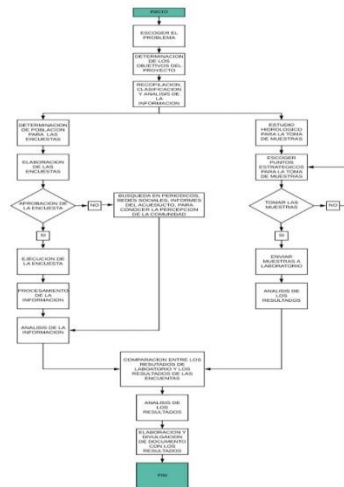 INICIO
ESCOGER EL
PROBLEMA
DETERMINACION DE
LOS OBJETIVOS DEL
PROYECTO
RECOPILACION,
CLASIFICACION
Y ANALISIS DE
LA
INFORMACION
DETERMINACION
DE POBLACION
PARA LAS
ENCUESTAS
ELABORACION
DE LAS
ENCUESTAS
APROBACION DE
LA ENCUESTA
NO
BUSQUEDA EN PERIODICOS,
REDES SOCIALES, INFORMES
DEL ACUEDUCTO, PARA
CONOCER LA PERCEPCION
DE LA COMUNIDAD
SI
EJECUCION DE
LA ENCUESTA
PROCESAMIENTO
DE LA
INFORMACION
ANALISIS DE LA
INFORMACION
ESTUDIO
HIDROLOGICO
PARA LA TOMA
DE MUESTRAS
ESCOGER
PUNTOS
ESTRATEGICOS
PARA LA TOMA
DE MUESTRAS
TOMAR LAS
MUESTRAS
NO
SI
ENVIAR
MUESTRAS A
LABORATORIO
ANALISIS DE
LOS
RESULTADOS
COMPARACION ENTRE LOS
RESULTADOS DE
LABORATORIO Y LOS
RESULTADOS DE LAS
ENCUESTAS
ANALISIS DE
LOS
RESULTADOS
ELABORACION Y
DIVULGACION
DE DOCUMENTO
CON LOS
RESULTADOS
FIN